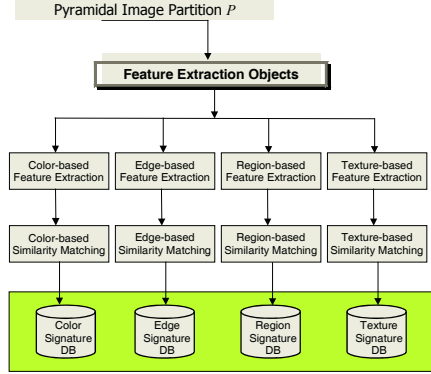 Pyramidal Image Partition P
Feature Extraction Objects
Color-based
Feature Extraction
Edge-based
Feature Extraction
Region-based
Feature Extraction
Texture-based
Feature Extraction
Color-based
Similarity Matching
Edge-based
Similarity Matching
Region-based
Similarity Matching
Texture-based
Similarity Matching
Color
Signature
DB
Edge
Signature
DB
Region
Signature
DB
Texture
Signature
DB